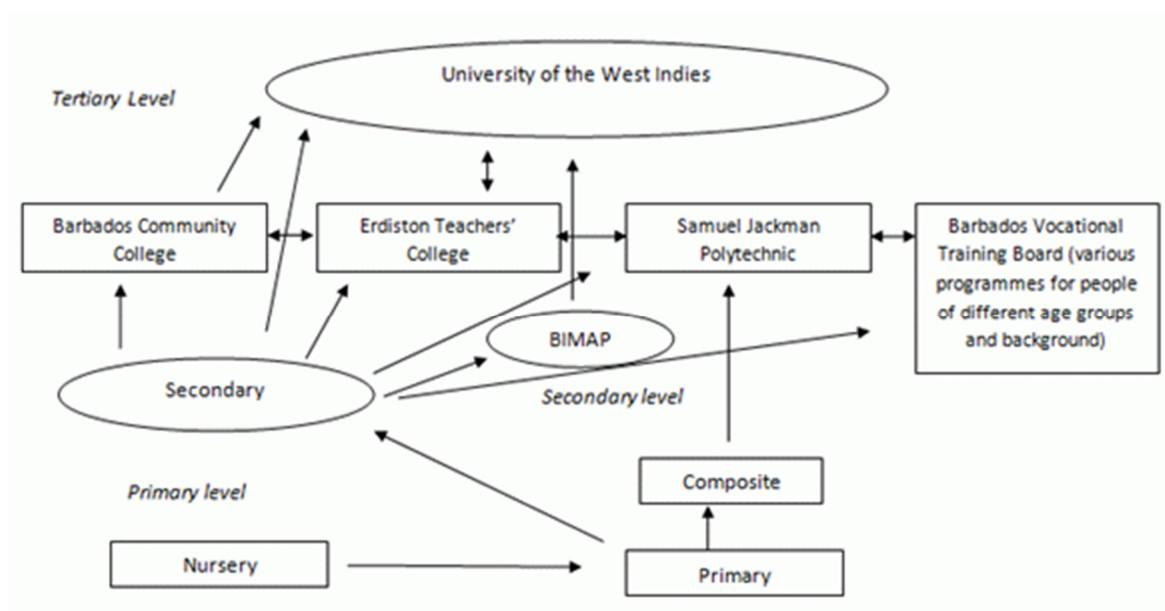 University of the West Indies
Tertiary Level
Barbados Community
College
Erdiston Teachers'
College
Samuel Jackman
Polytechnic
Barbados Vocational
Training Board (various
programmes for people
of different age groups
and background)
BIMAP
Secondary
Secondary level
Primary level
Composite
Nursery
Primary